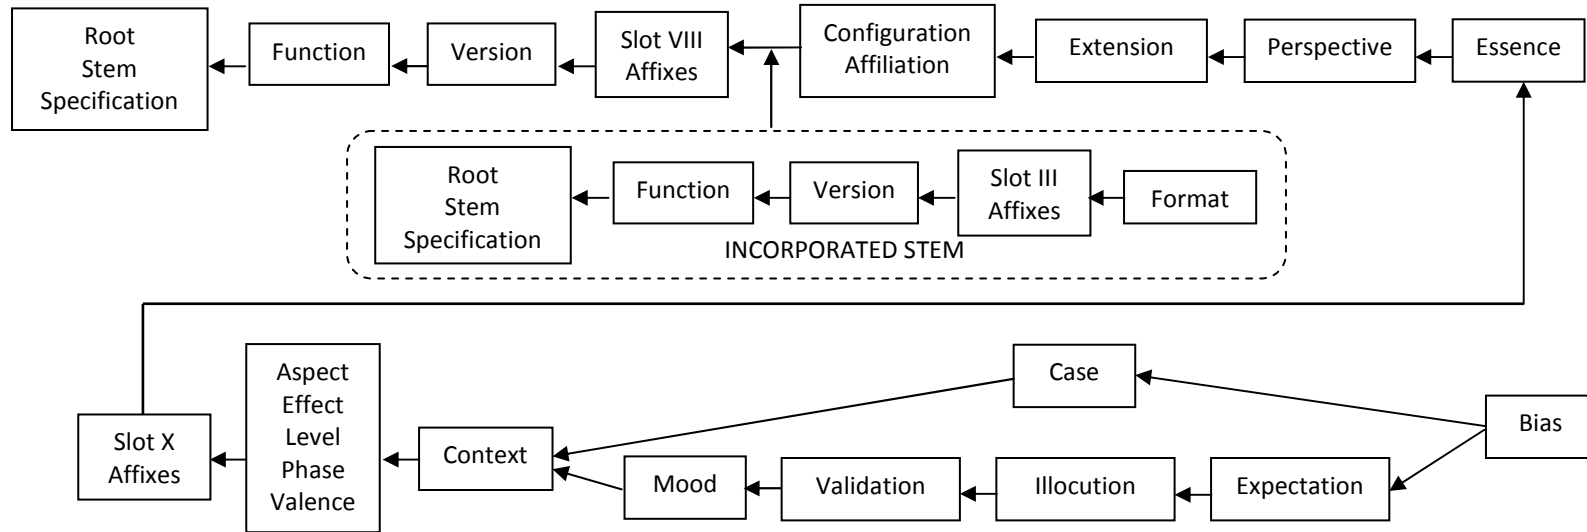 Root
Stem
Specification
Function
Version
Slot VIII
Affixes
Configuration
Affiliation
Extension
Perspective
Essence
Root
Stem
Specification
Function
Version
Slot III
Affixes
Format
INCORPORATED STEM
Slot X
Affixes
Aspect
Effect
Level
Phase
Valence
Context
Case
Mood
Validation
Illocution
Expectation
Bias